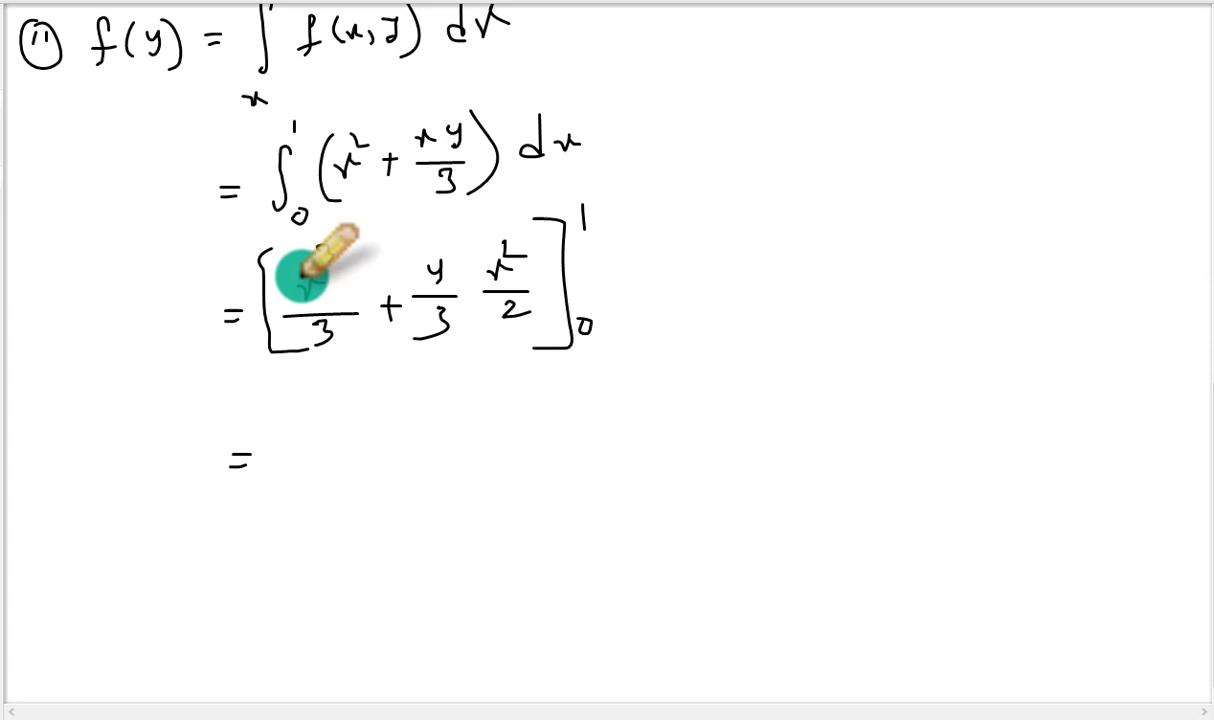 (ii) f(y) = ∫ₓ f(x,y) dx
= ∫₀¹ (x² + xy/3) dx
= [x /3 + y/3 x²/2]₀¹
=